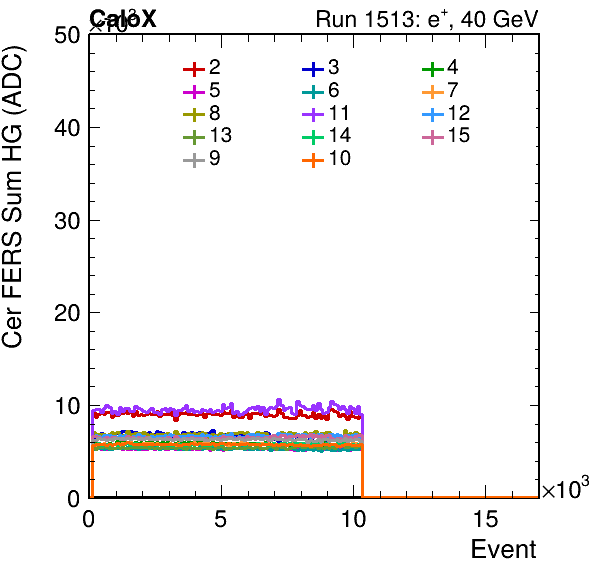 CaloX Run 1513: e⁺, 40 GeV
×10³
50
40
30
20
10
0
Cer FERS Sum HG (ADC)
2 3 4
5 6 7
8 11 12
13 14 15
9 10
×10³
0 5 10 15
Event